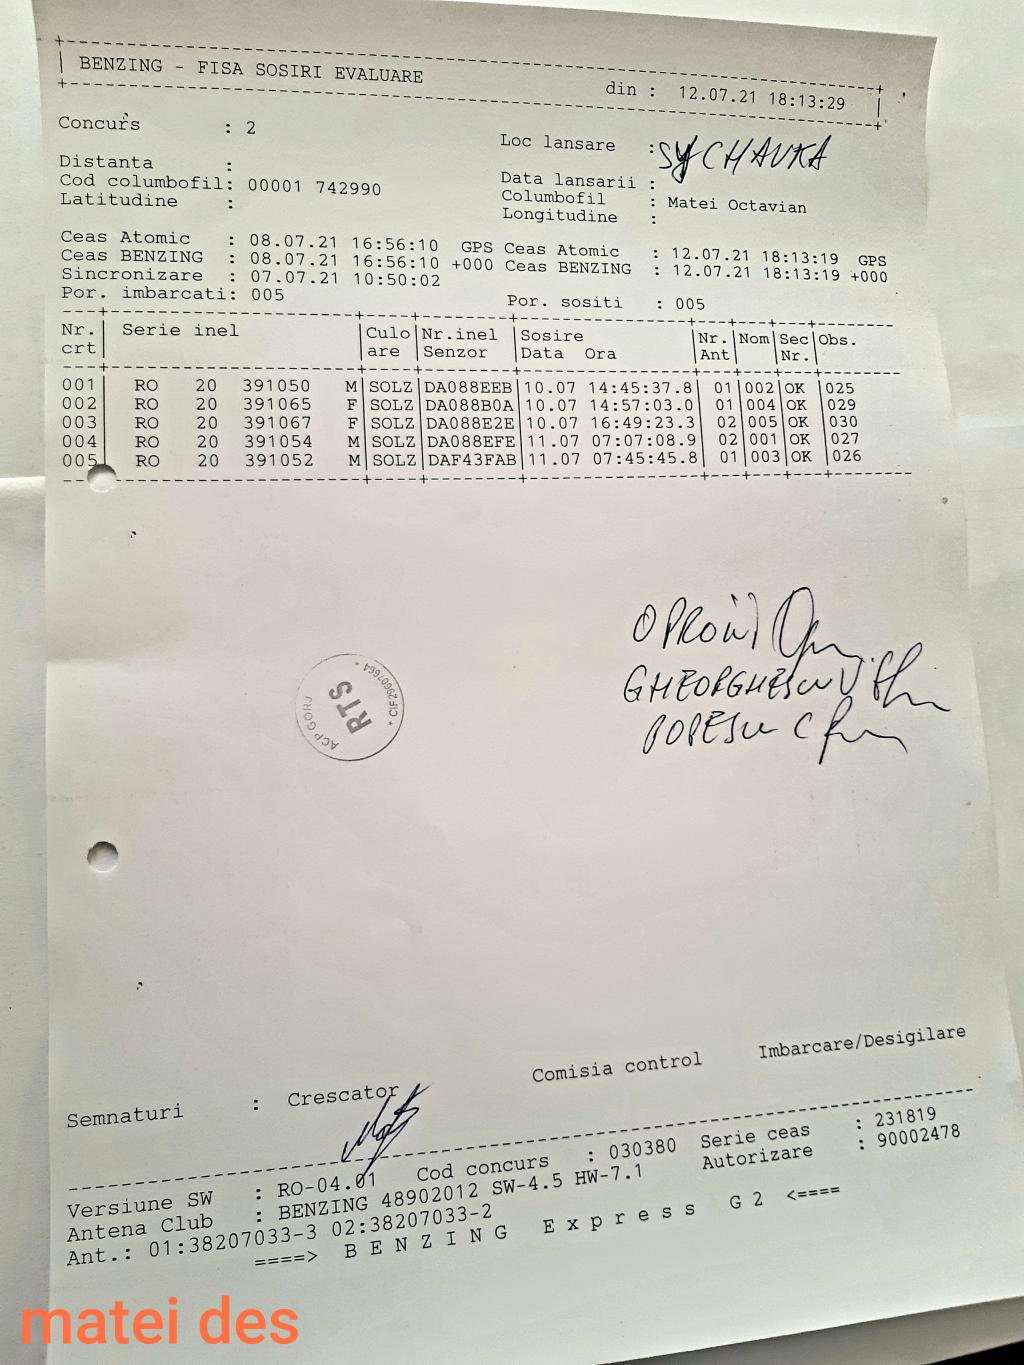 BENZING - FISA SOSIRI EVALUARE din : 12.07.21 18:13:29
Concurs : 2 Loc lansare : SYCHAVKA
Distanta : Data lansarii :
Cod columbofil: 00001 742990 Columbofil : Matei Octavian
Latitudine : Longitudine :
Ceas Atomic : 08.07.21 16:56:10 GPS Ceas Atomic : 12.07.21 18:13:19 GPS
Ceas BENZING : 08.07.21 16:56:10 +000 Ceas BENZING : 12.07.21 18:13:19 +000
Sincronizare : 07.07.21 10:50:02
Por. imbarcati: 005 Por. sositi : 005
Nr.| Serie inel |Culo|Nr.inel|Sosire |Nr.|Nom|Sec|Obs.
crt| |are |Senzor |Data Ora |Ant| |Nr.|
001| RO 20 391050 M|SOLZ|DA088EEB|10.07 14:45:37.8| 01|002|OK |025
002| RO 20 391065 F|SOLZ|DA088B0A|10.07 14:57:03.0| 01|004|OK |029
003| RO 20 391067 F|SOLZ|DA088E2E|10.07 16:49:23.3| 02|005|OK |030
004| RO 20 391054 M|SOLZ|DA088EFE|11.07 07:07:08.9| 02|001|OK |027
005| RO 20 391052 M|SOLZ|DAF43FAB|11.07 07:45:45.8| 01|003|OK |026
GHEORGHESCU V
POPESCU C
ACP GORJ
RTS
* CIF29607664 *
Semnaturi : Crescator Comisia control Imbarcare/Desigilare
Versiune SW : RO-04.01 Cod concurs : 030380 Serie ceas : 231819
Antena Club : BENZING 48902012 SW-4.5 HW-7.1 Autorizare : 90002478
Ant.: 01:38207033-3 02:38207033-2
====> B E N Z I N G E x p r e s s G 2 <====
matei des